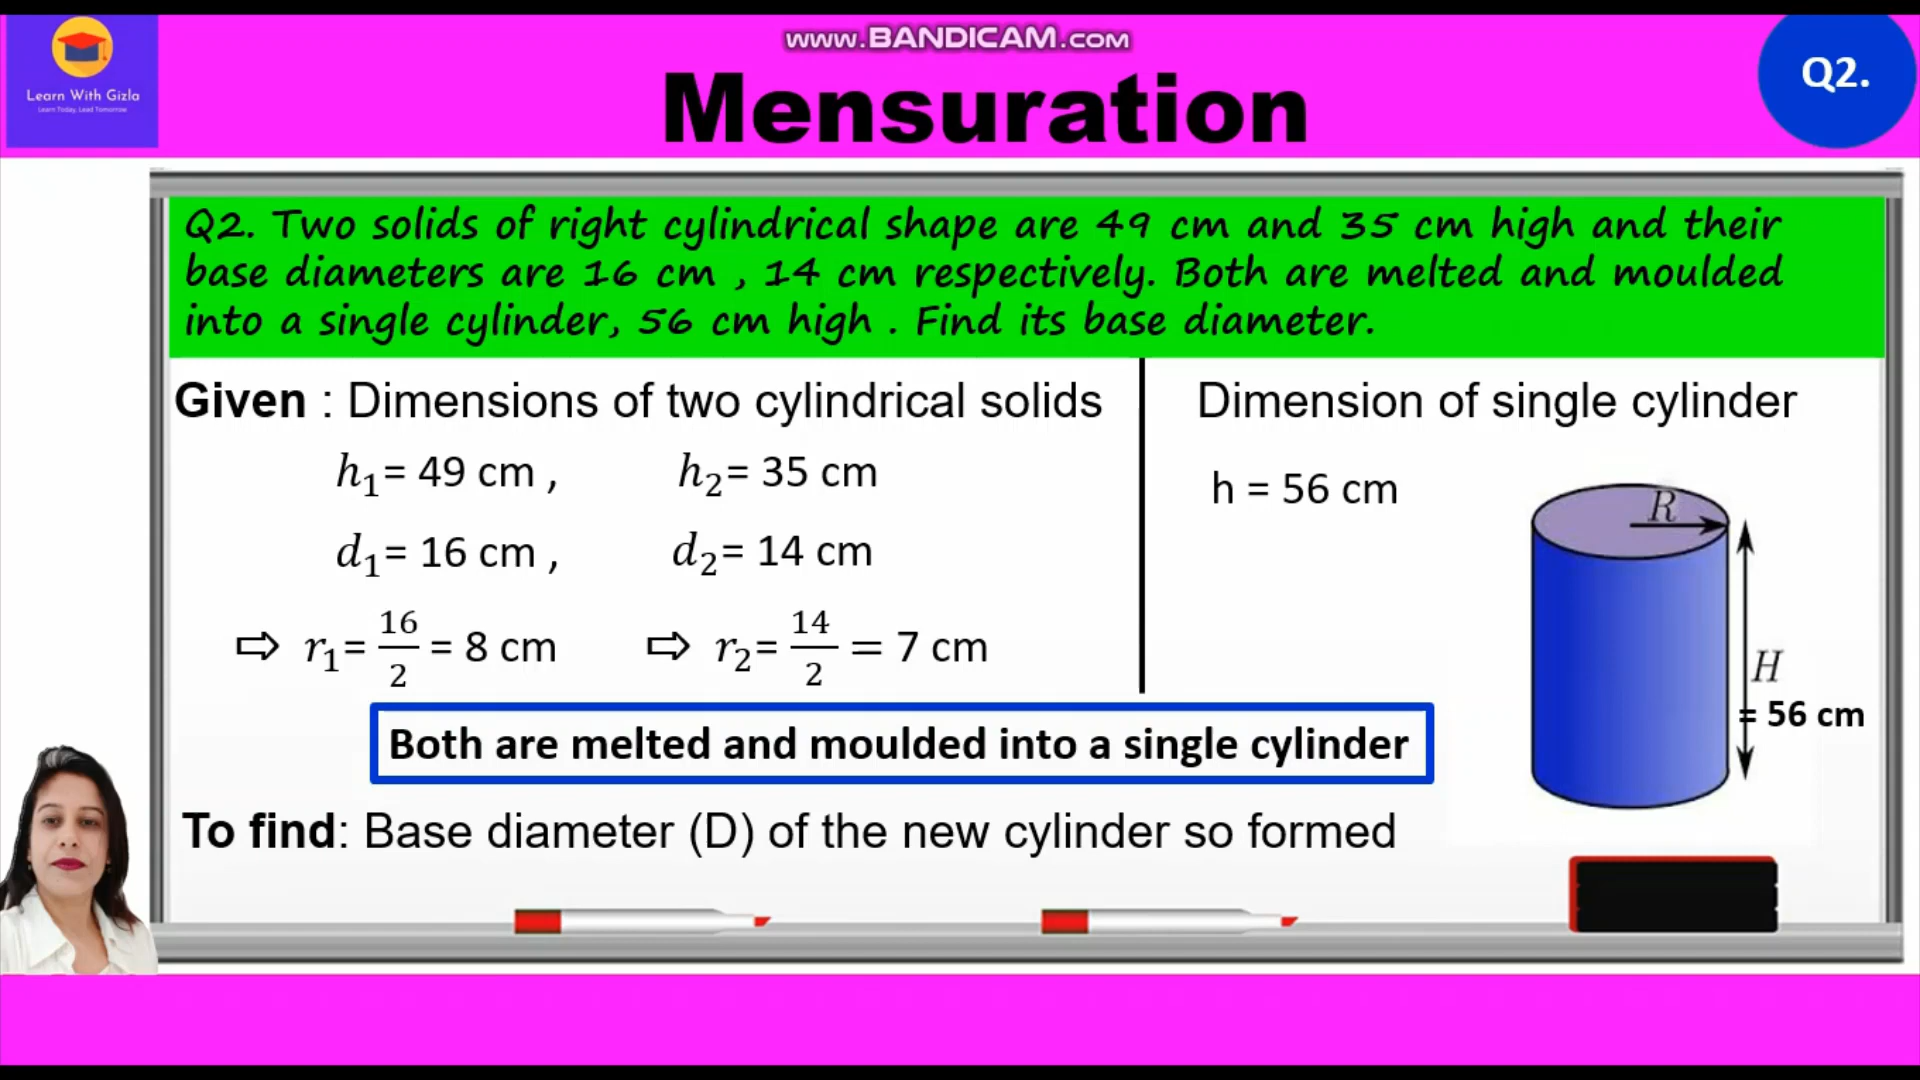 www.BANDICAM.com
Learn With Gizla
Learn Today, Lead Tomorrow
Mensuration
Q2.
Q2. Two solids of right cylindrical shape are 49 cm and 35 cm high and their
base diameters are 16 cm , 14 cm respectively. Both are melted and moulded
into a single cylinder, 56 cm high . Find its base diameter.
Given : Dimensions of two cylindrical solids
h₁= 49 cm , h₂= 35 cm
d₁= 16 cm , d₂= 14 cm
⇨ r₁= 16/2 = 8 cm ⇨ r₂= 14/2 = 7 cm
Dimension of single cylinder
h = 56 cm
R
H
= 56 cm
Both are melted and moulded into a single cylinder
To find: Base diameter (D) of the new cylinder so formed